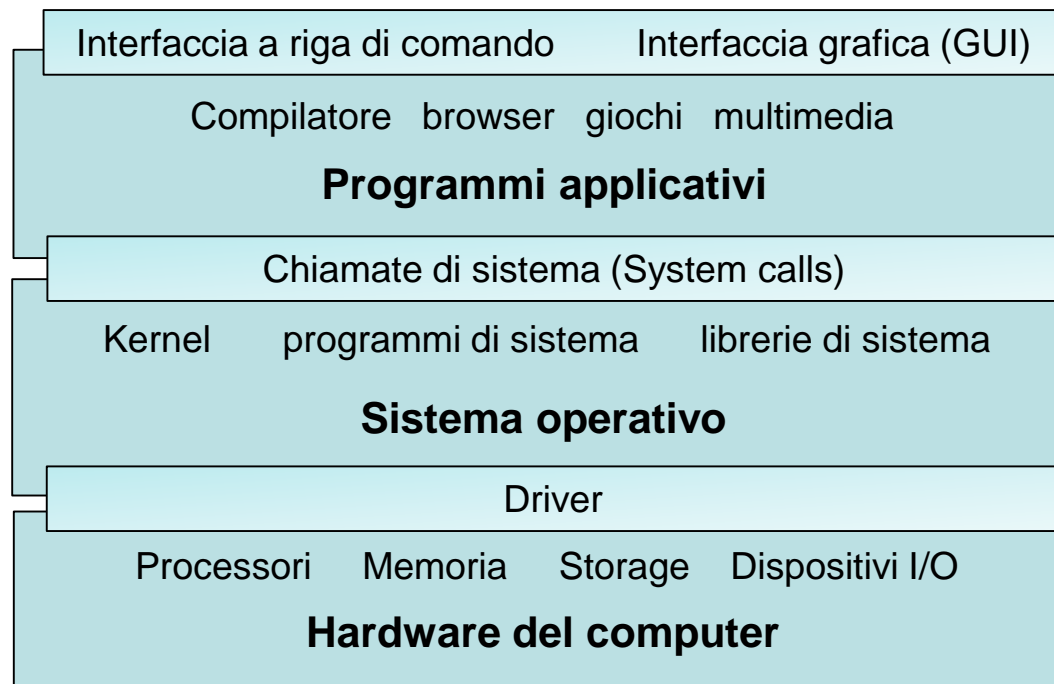 Interfaccia a riga di comando Interfaccia grafica (GUI)
Compilatore browser giochi multimedia
Programmi applicativi
Chiamate di sistema (System calls)
Kernel programmi di sistema librerie di sistema
Sistema operativo
Driver
Processori Memoria Storage Dispositivi I/O
Hardware del computer